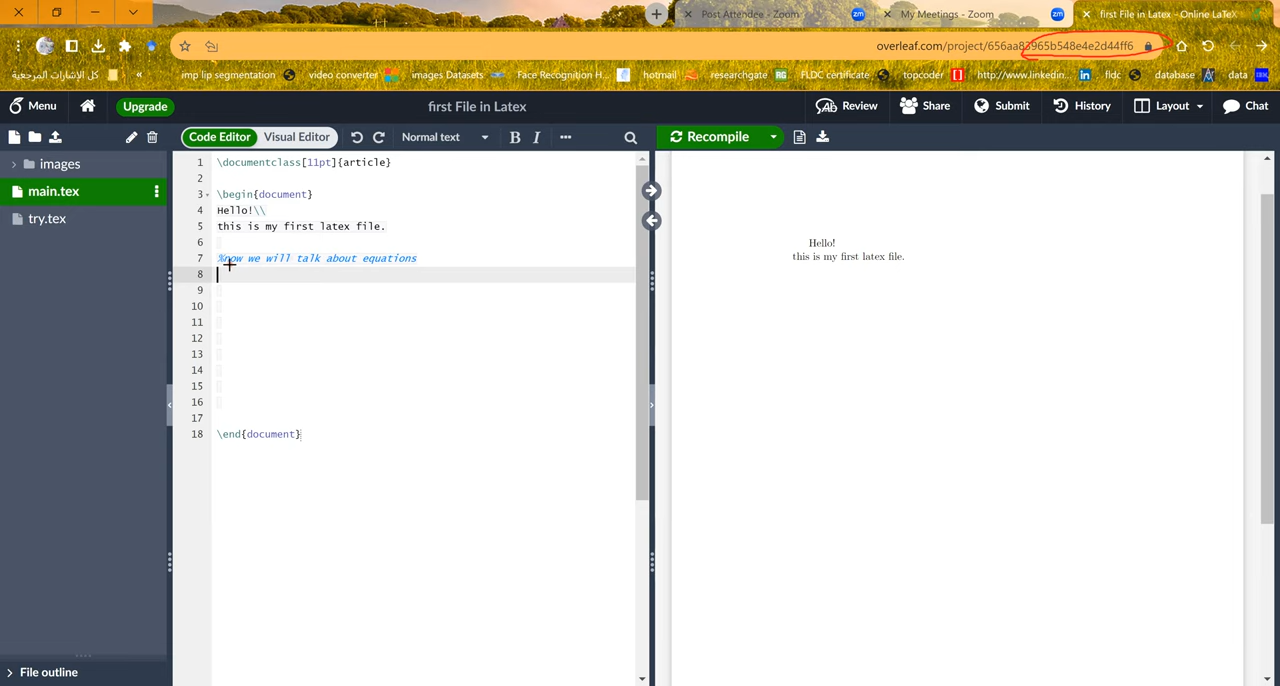 Post Attendee - Zoom
My Meetings - Zoom
first File in Latex - Online LaTeX
overleaf.com/project/656aa83965b548e4e2d44ff6
كل الإشارات المرجعية
»
imp lip segmentation
video converter
images Datasets
Face Recognition H...
hotmail
researchgate
RG
FLDC certificate
topcoder
http://www.linkedin...
fldc
database
data
Menu
Upgrade
first File in Latex
Review
Share
Submit
History
Layout
Chat
Code Editor
Visual Editor
Normal text
B
I
Recompile
images
main.tex
try.tex
1 \documentclass[11pt]{article}
2
3 \begin{document}
4 Hello!\\
5 this is my first latex file.
6
7 %now we will talk about equations
8
9
10
11
12
13
14
15
16
17
18 \end{document}
Hello!
this is my first latex file.
File outline